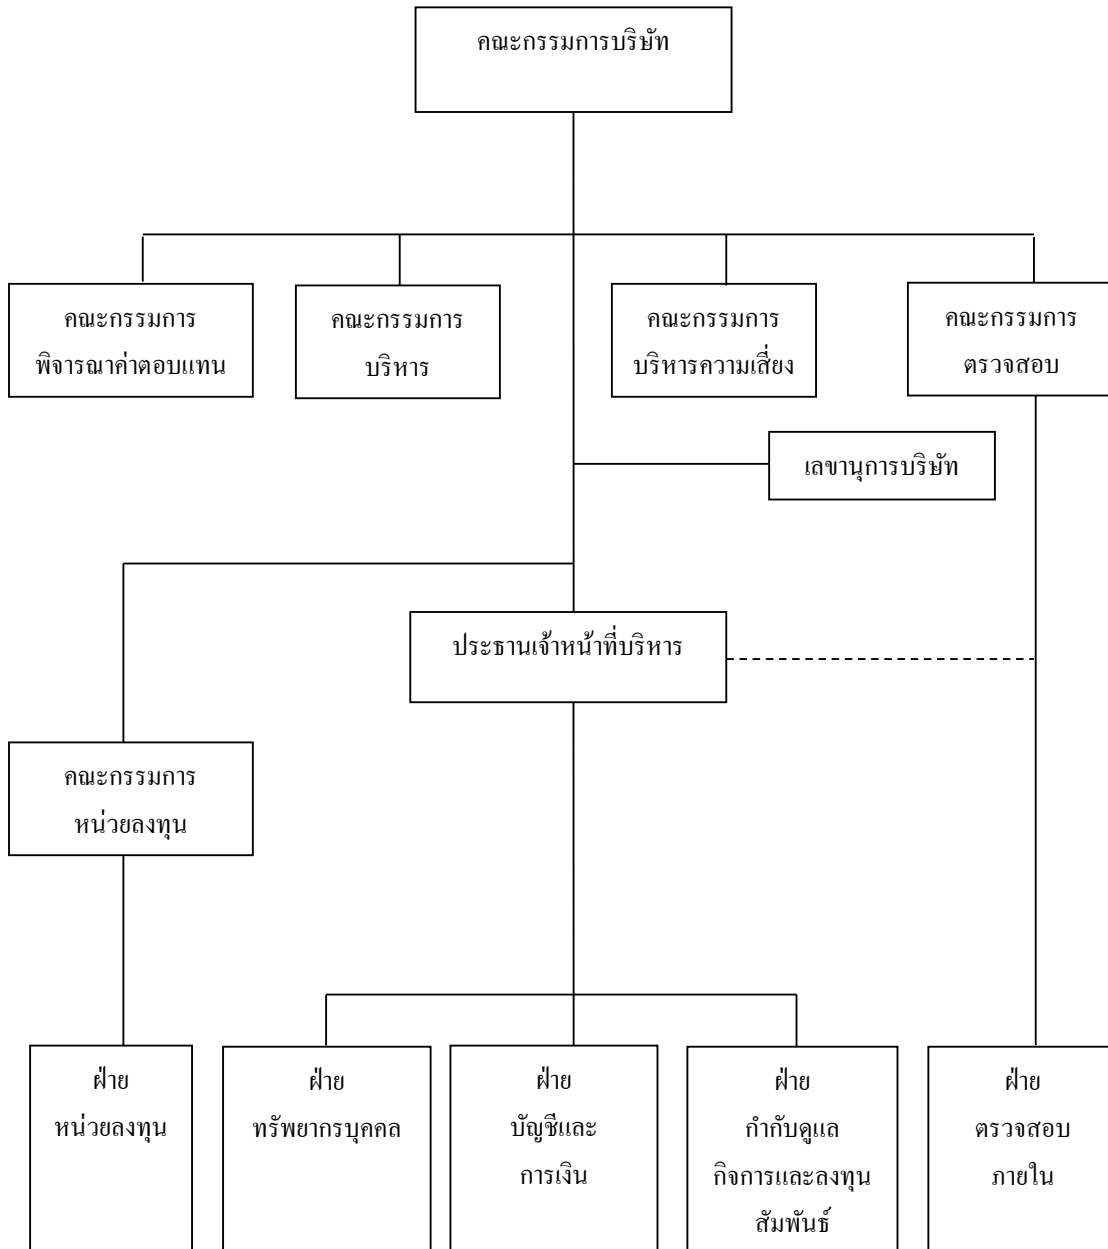 คณะกรรมการบริษัท
คณะกรรมการ
พิจารณาค่าตอบแทน
คณะกรรมการ
บริหาร
คณะกรรมการ
บริหารความเสี่ยง
คณะกรรมการ
ตรวจสอบ
เลขานุการบริษัท
ประธานเจ้าหน้าที่บริหาร
คณะกรรมการ
หน่วยลงทุน
ฝ่าย
หน่วยลงทุน
ฝ่าย
ทรัพยากรบุคคล
ฝ่าย
บัญชีและ
การเงิน
ฝ่าย
กำกับดูแล
กิจการและลงทุน
สัมพันธ์
ฝ่าย
ตรวจสอบ
ภายใน